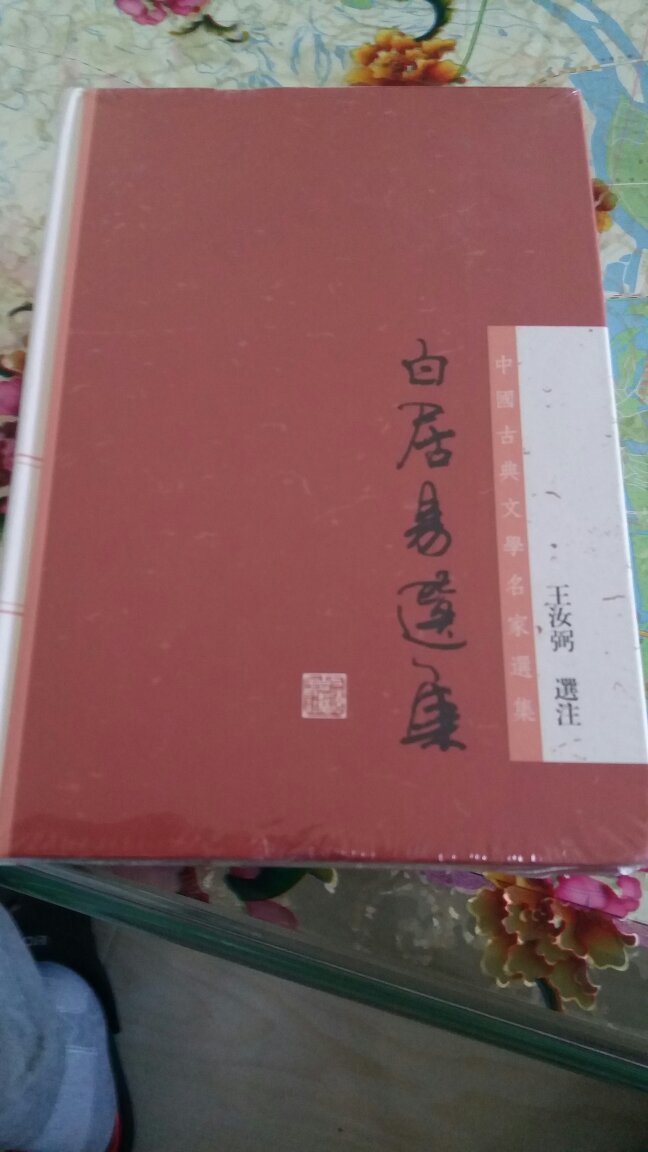 中國古典文學名家選集
王汝弼 選注
白居易選集